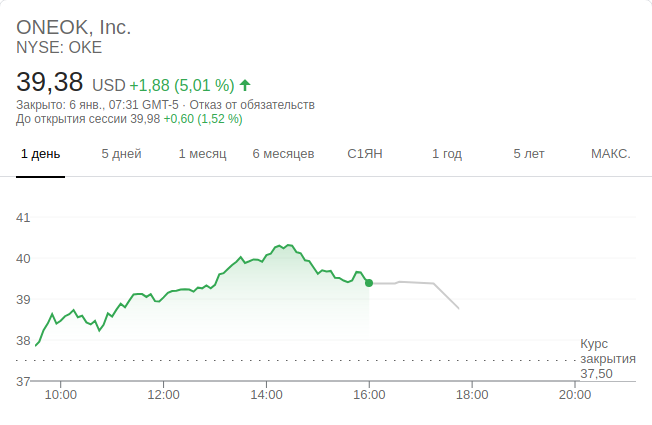 ONEOK, Inc.
NYSE: OKE
39,38 USD +1,88 (5,01 %)
Закрыто: 6 янв., 07:31 GMT-5 · Отказ от обязательств
До открытия сессии 39,98 +0,60 (1,52 %)
1 день 5 дней 1 месяц 6 месяцев С1ЯН 1 год 5 лет МАКС.
41
40
39
38
Курс
закрытия
37,50
37
10:00 12:00 14:00 16:00 18:00 20:00